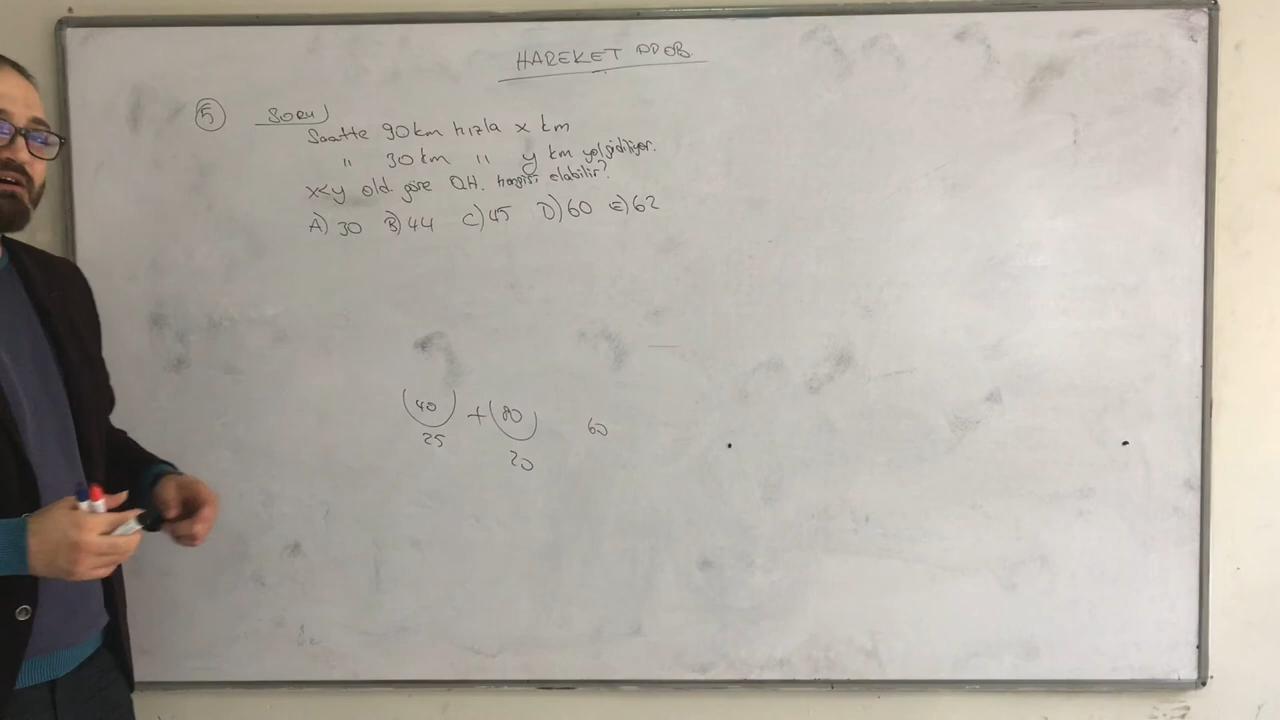 HAREKET PROB.
5 Soru)
Saatte 90km hızla x km
" 30km " y km yol gidiliyor.
x<y old. göre O.H. hangisi olabilir?
A) 30 B) 44 C) 45 D) 60 E) 62
(40) + (80) 60
25 20